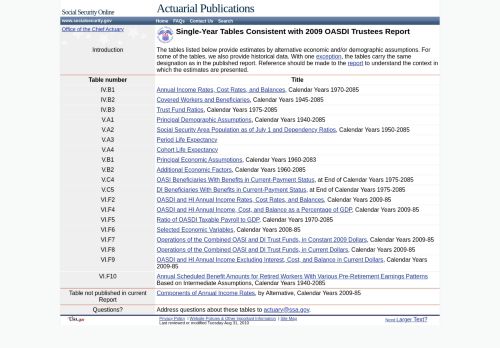 Social Security Online
Actuarial Publications
www.socialsecurity.gov
Home FAQs Contact Us Search
Office of the Chief Actuary
Single-Year Tables Consistent with 2009 OASDI Trustees Report
Introduction
The tables listed below provide estimates by alternative economic and/or demographic assumptions. For
some of the tables, we also provide historical data. With one exception, the tables carry the same
designation as in the published report. Reference should be made to the report to understand the context in
which the estimates are presented.
Table number Title
IV.B1 Annual Income Rates, Cost Rates, and Balances, Calendar Years 1970-2085
IV.B2 Covered Workers and Beneficiaries, Calendar Years 1945-2085
IV.B3 Trust Fund Ratios, Calendar Years 1975-2085
V.A1 Principal Demographic Assumptions, Calendar Years 1940-2085
V.A2 Social Security Area Population as of July 1 and Dependency Ratios, Calendar Years 1950-2085
V.A3 Period Life Expectancy
V.A4 Cohort Life Expectancy
V.B1 Principal Economic Assumptions, Calendar Years 1960-2083
V.B2 Additional Economic Factors, Calendar Years 1960-2085
V.C4 OASI Beneficiaries With Benefits in Current-Payment Status, at End of Calendar Years 1975-2085
V.C5 DI Beneficiaries With Benefits in Current-Payment Status, at End of Calendar Years 1975-2085
VI.F2 OASDI and HI Annual Income Rates, Cost Rates, and Balances, Calendar Years 2009-85
VI.F4 OASDI and HI Annual Income, Cost, and Balance as a Percentage of GDP, Calendar Years 2009-85
VI.F5 Ratio of OASDI Taxable Payroll to GDP, Calendar Years 1970-2085
VI.F6 Selected Economic Variables, Calendar Years 2008-85
VI.F7 Operations of the Combined OASI and DI Trust Funds, in Constant 2009 Dollars, Calendar Years 2009-85
VI.F8 Operations of the Combined OASI and DI Trust Funds, in Current Dollars, Calendar Years 2009-85
VI.F9 OASDI and HI Annual Income Excluding Interest, Cost, and Balance in Current Dollars, Calendar Years
2009-85
VI.F10 Annual Scheduled Benefit Amounts for Retired Workers With Various Pre-Retirement Earnings Patterns
Based on Intermediate Assumptions, Calendar Years 1940-2085
Table not published in current
Report
Components of Annual Income Rates, by Alternative, Calendar Years 2009-85
Questions? Address questions about these tables to actuary@ssa.gov.
USA.gov
Privacy Policy | Website Policies & Other Important Information | Site Map
Last reviewed or modified Tuesday Aug 31, 2010
Need Larger Text?